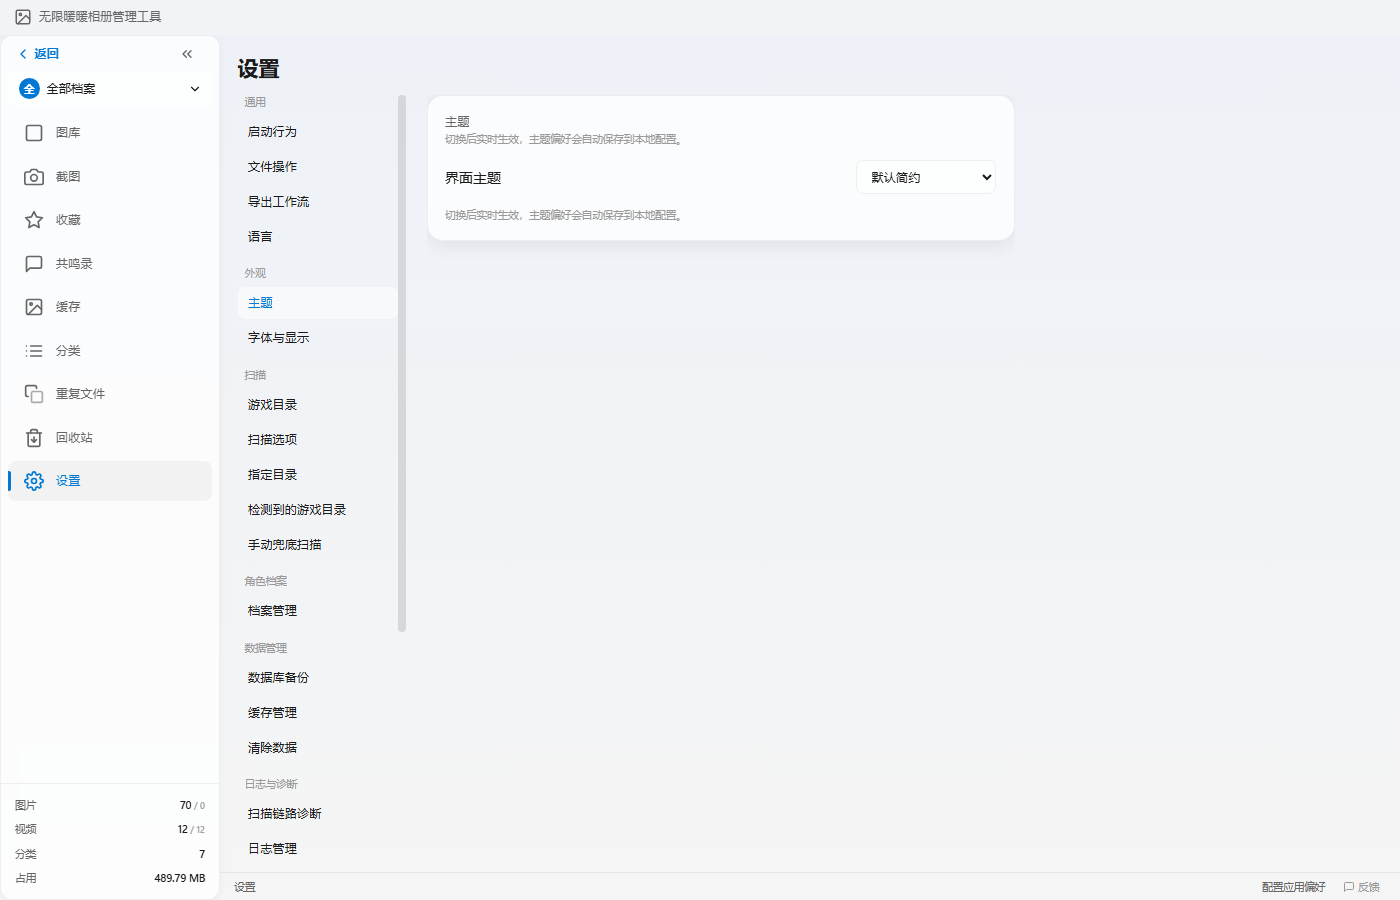 无限暖暖相册管理工具
返回
全 全部档案
图库
截图
收藏
共鸣录
缓存
分类
重复文件
回收站
设置
图片 70 / 0
视频 12 / 12
分类 7
占用 489.79 MB
设置
通用
启动行为
文件操作
导出工作流
语言
外观
主题
字体与显示
扫描
游戏目录
扫描选项
指定目录
检测到的游戏目录
手动兜底扫描
角色档案
档案管理
数据管理
数据库备份
缓存管理
清除数据
日志与诊断
扫描链路诊断
日志管理
主题
切换后实时生效，主题偏好会自动保存到本地配置。
界面主题 默认简约
切换后实时生效，主题偏好会自动保存到本地配置。
设置
配置应用偏好 反馈